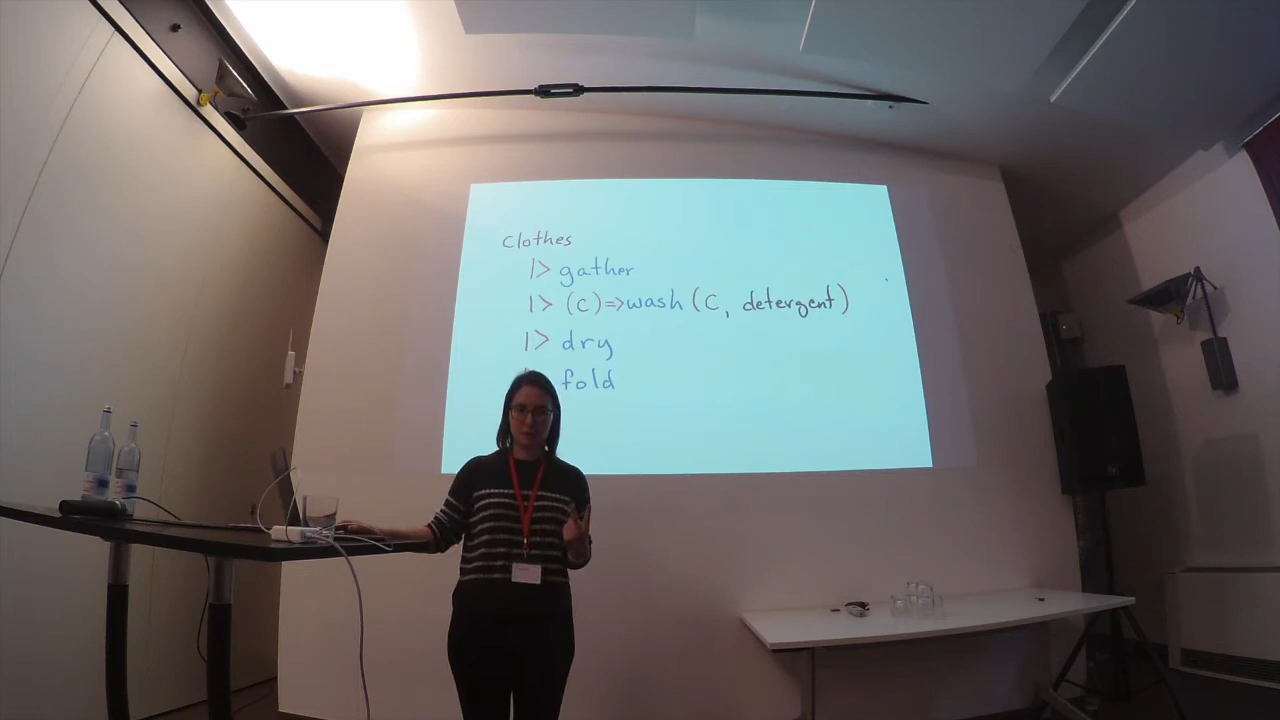 Clothes
|> gather
|> (c)=>wash(c, detergent)
|> dry
fold